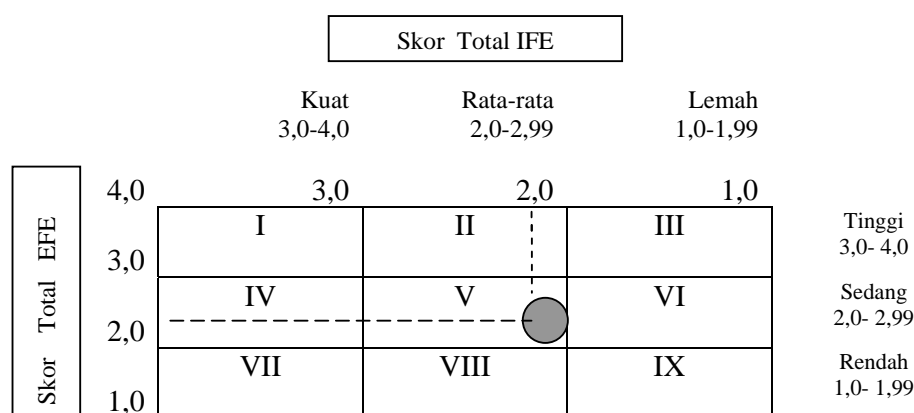 Skor Total IFE
Kuat Rata-rata Lemah
3,0-4,0 2,0-2,99 1,0-1,99
4,0 3,0 2,0 1,0
I II III
Tinggi
3,0- 4,0
3,0
IV V VI
Sedang
2,0- 2,99
2,0
VII VIII IX
Rendah
1,0- 1,99
1,0
Skor Total EFE